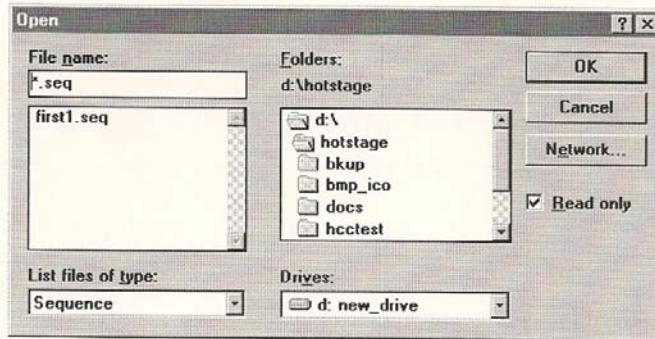 Open
File name:
*.seq
first1.seq
List files of type:
Sequence
Folders:
d:\hotstage
d:\
hotstage
bkup
bmp_ico
docs
hcctest
Drives:
d: new_drive
OK
Cancel
Network...
Read only